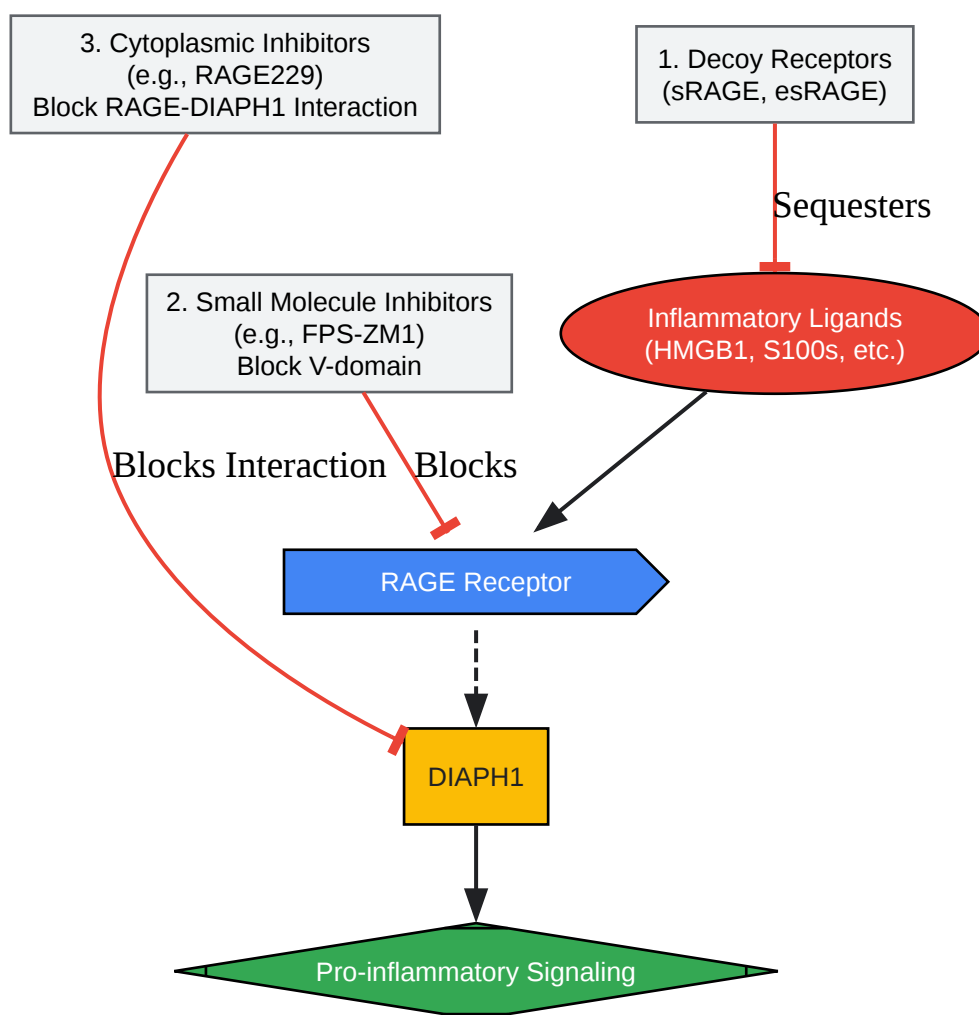 3. Cytoplasmic Inhibitors
(e.g., RAGE229)
Block RAGE-DIAPH1 Interaction
1. Decoy Receptors
(sRAGE, esRAGE)
Sequesters
2. Small Molecule Inhibitors
(e.g., FPS-ZM1)
Block V-domain
Inflammatory Ligands
(HMGB1, S100s, etc.)
Blocks Interaction
Blocks
RAGE Receptor
DIAPH1
Pro-inflammatory Signaling